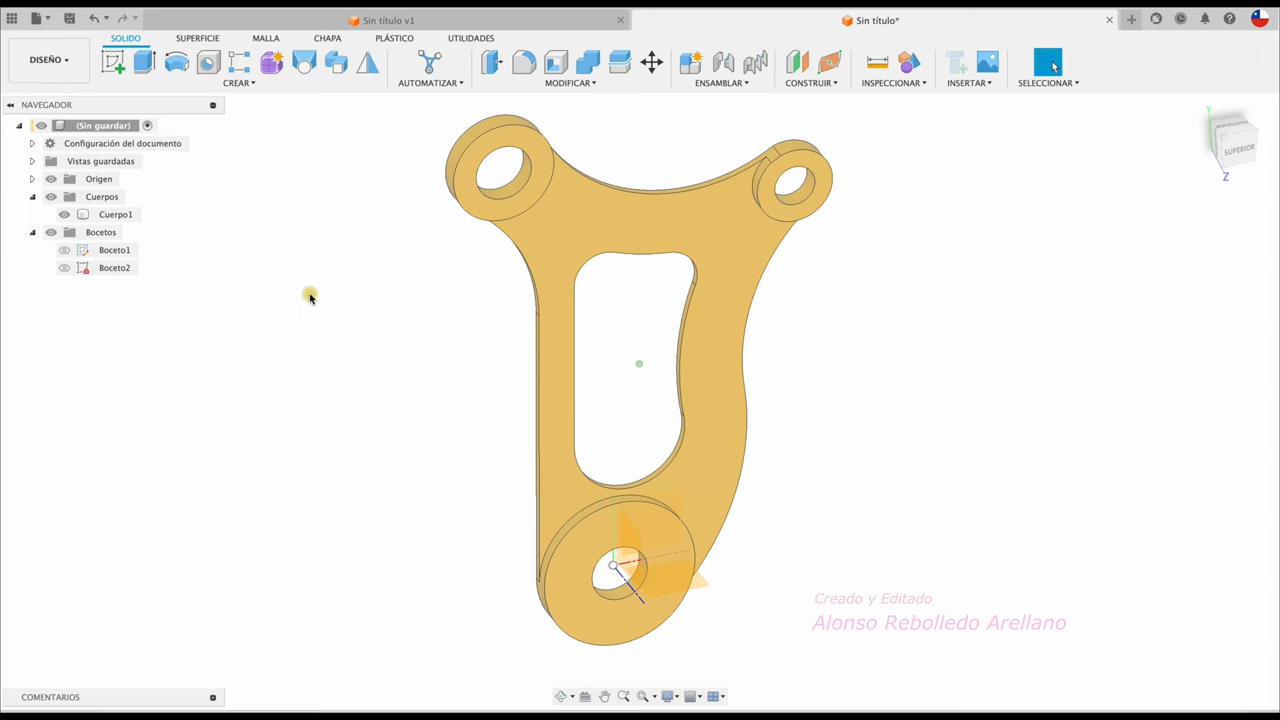 Sin título v1
Sin título*
DISEÑO
SOLIDO
SUPERFICIE
MALLA
CHAPA
PLÁSTICO
UTILIDADES
CREAR
AUTOMATIZAR
MODIFICAR
ENSAMBLAR
CONSTRUIR
INSPECCIONAR
INSERTAR
SELECCIONAR
NAVEGADOR
(Sin guardar)
Configuración del documento
Vistas guardadas
Origen
Cuerpos
Cuerpo1
Bocetos
Boceto1
Boceto2
Y
SUPERIOR
Z
Creado y Editado
Alonso Rebolledo Arellano
COMENTARIOS